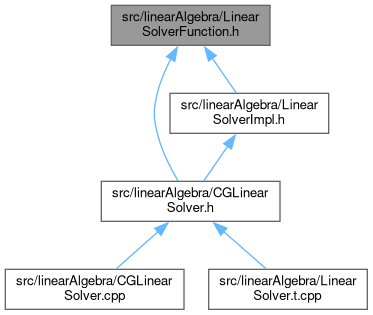 src/linearAlgebra/Linear
SolverFunction.h
src/linearAlgebra/Linear
SolverImpl.h
src/linearAlgebra/CGLinear
Solver.h
src/linearAlgebra/CGLinear
Solver.cpp
src/linearAlgebra/Linear
Solver.t.cpp